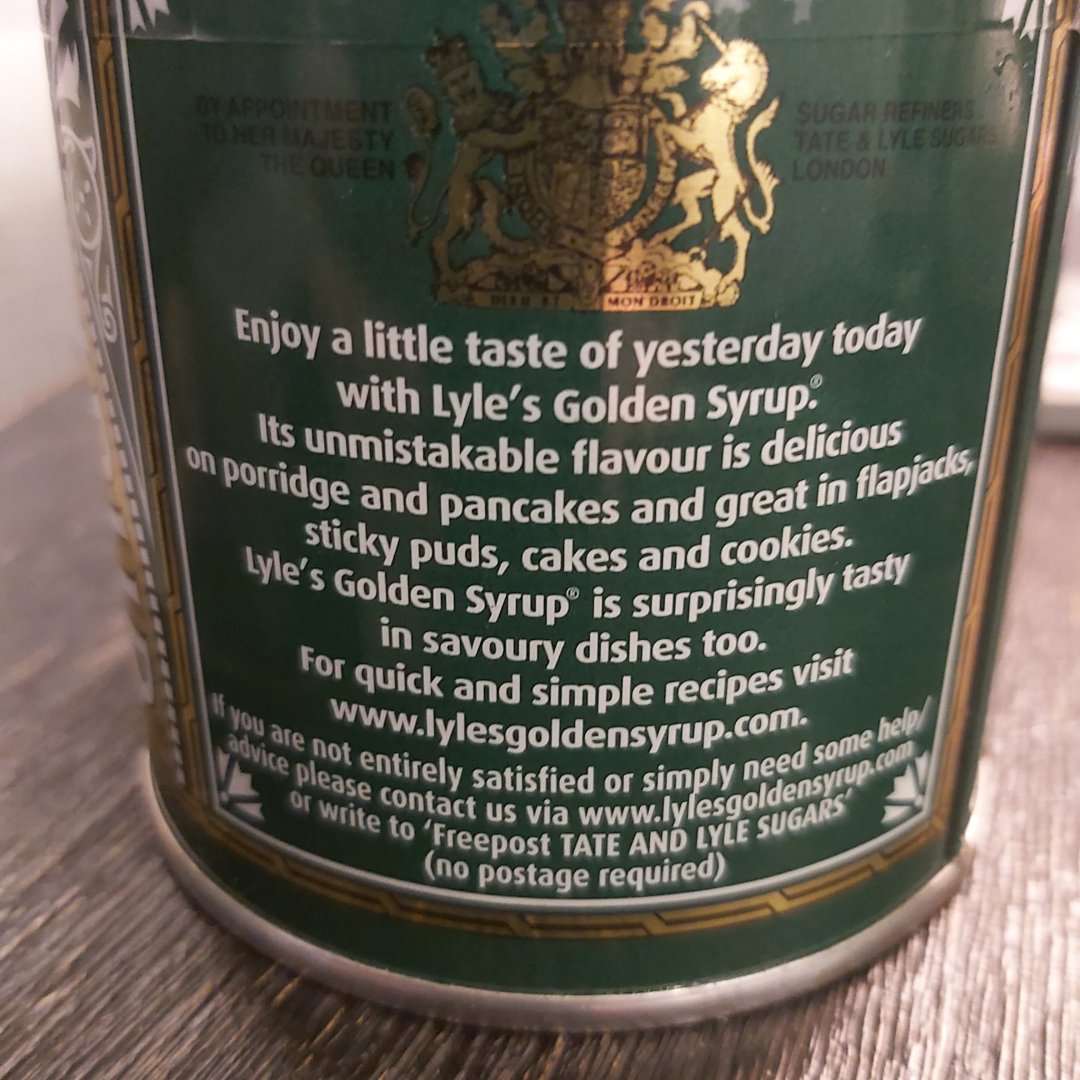 BY APPOINTMENT
TO HER MAJESTY
THE QUEEN
SUGAR REFINERS
TATE & LYLE SUGARS
LONDON
DIEU ET MON DROIT
Enjoy a little taste of yesterday today
with Lyle's Golden Syrup.®
Its unmistakable flavour is delicious
on porridge and pancakes and great in flapjacks,
sticky puds, cakes and cookies.
Lyle's Golden Syrup® is surprisingly tasty
in savoury dishes too.
For quick and simple recipes visit
www.lylesgoldensyrup.com.
If you are not entirely satisfied or simply need some help/
advice please contact us via www.lylesgoldensyrup.com
or write to 'Freepost TATE AND LYLE SUGARS'
(no postage required)